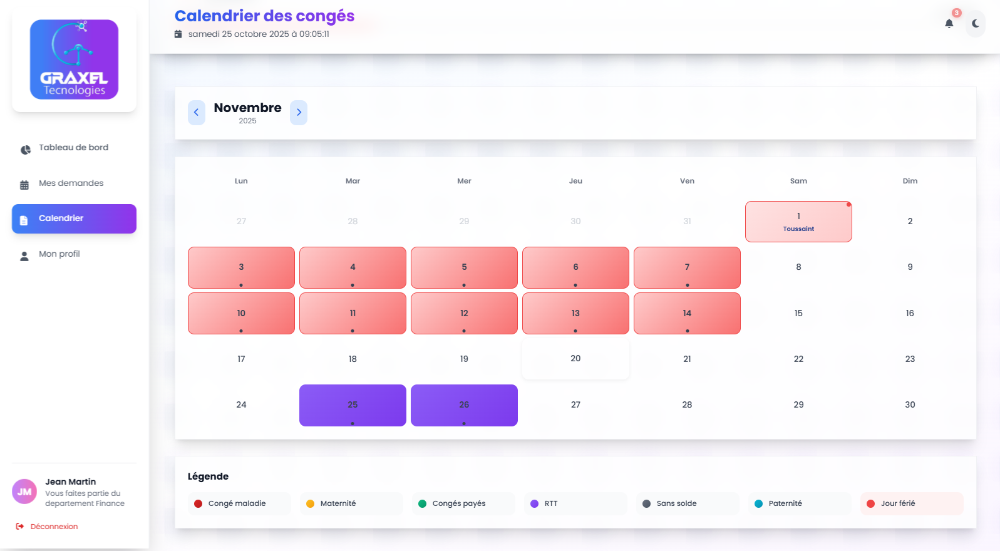 GRAXEL
Tecnologies
Tableau de bord
Mes demandes
Calendrier
Mon profil
Jean Martin
JM
Vous faites partie du
departement Finance
Déconnexion
Calendrier des congés
samedi 25 octobre 2025 à 09:05:11
3
Novembre
2025
Lun Mar Mer Jeu Ven Sam Dim
27 28 29 30 31 1 2
Toussaint
3 4 5 6 7 8 9
10 11 12 13 14 15 16
17 18 19 20 21 22 23
24 25 26 27 28 29 30
Légende
Congé maladie Maternité Congés payés RTT Sans solde Paternité Jour férié